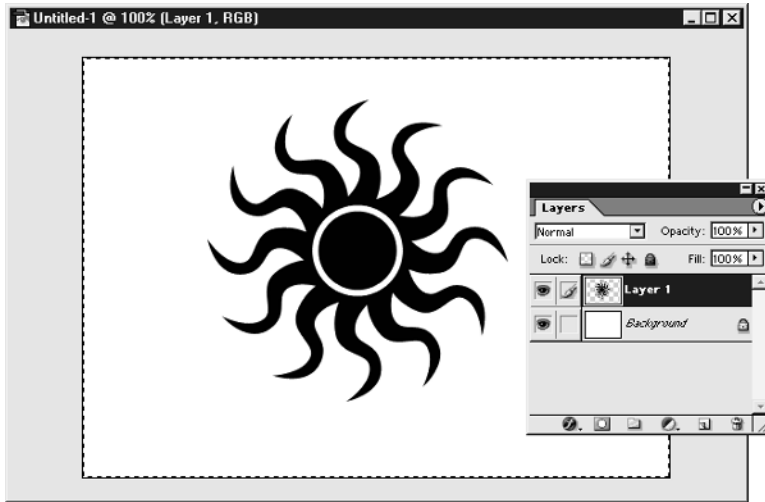 Untitled-1 @ 100% (Layer 1, RGB)
Layers
Normal Opacity: 100%
Lock: Fill: 100%
Layer 1
Background